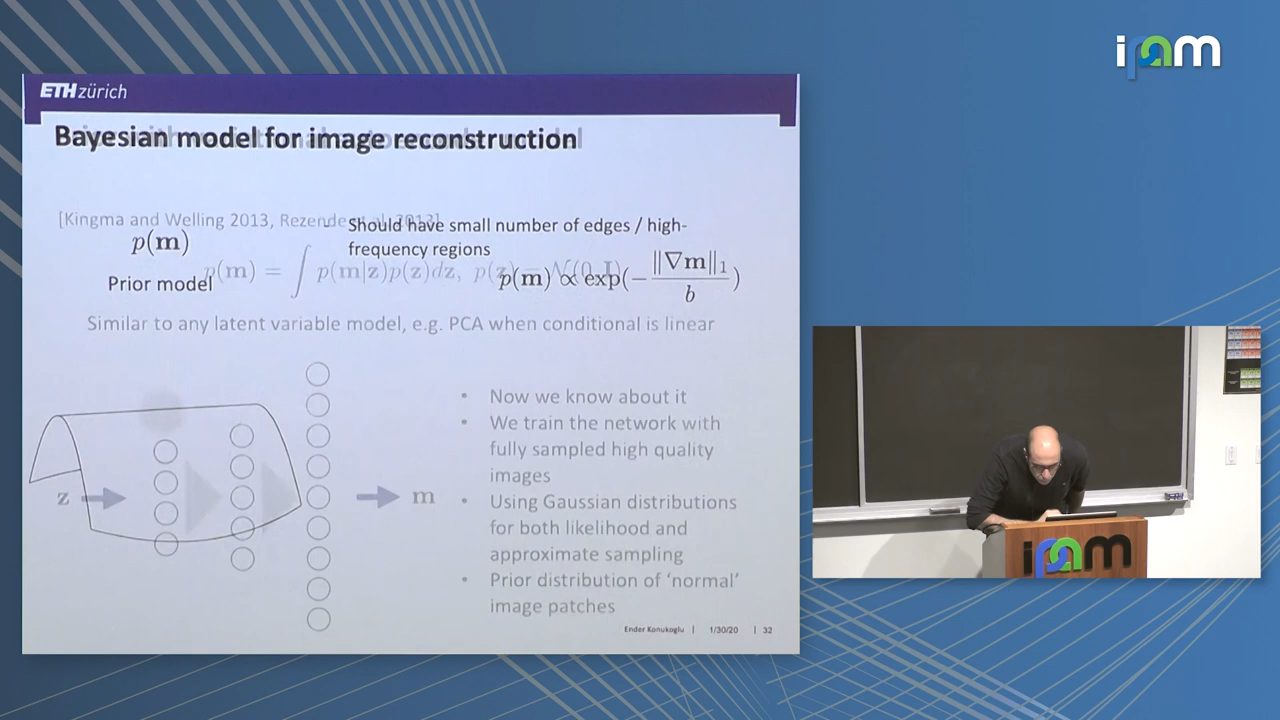 ipam
ETH zürich
Bayesian model for image reconstruction
[Kingma and Welling 2013, Rezende et al. 2013]
Should have small number of edges / high-
frequency regions
p(m)
Prior model
p(m) = ∫ p(m|z)p(z)dz, p(z)
p(m) ∝ exp(−‖∇m‖₁/b)
Similar to any latent variable model, e.g. PCA when conditional is linear
z
m
• Now we know about it
• We train the network with
fully sampled high quality
images
• Using Gaussian distributions
for both likelihood and
approximate sampling
• Prior distribution of ‘normal’
image patches
Ender Konukoglu | 1/30/20 | 32
ipam